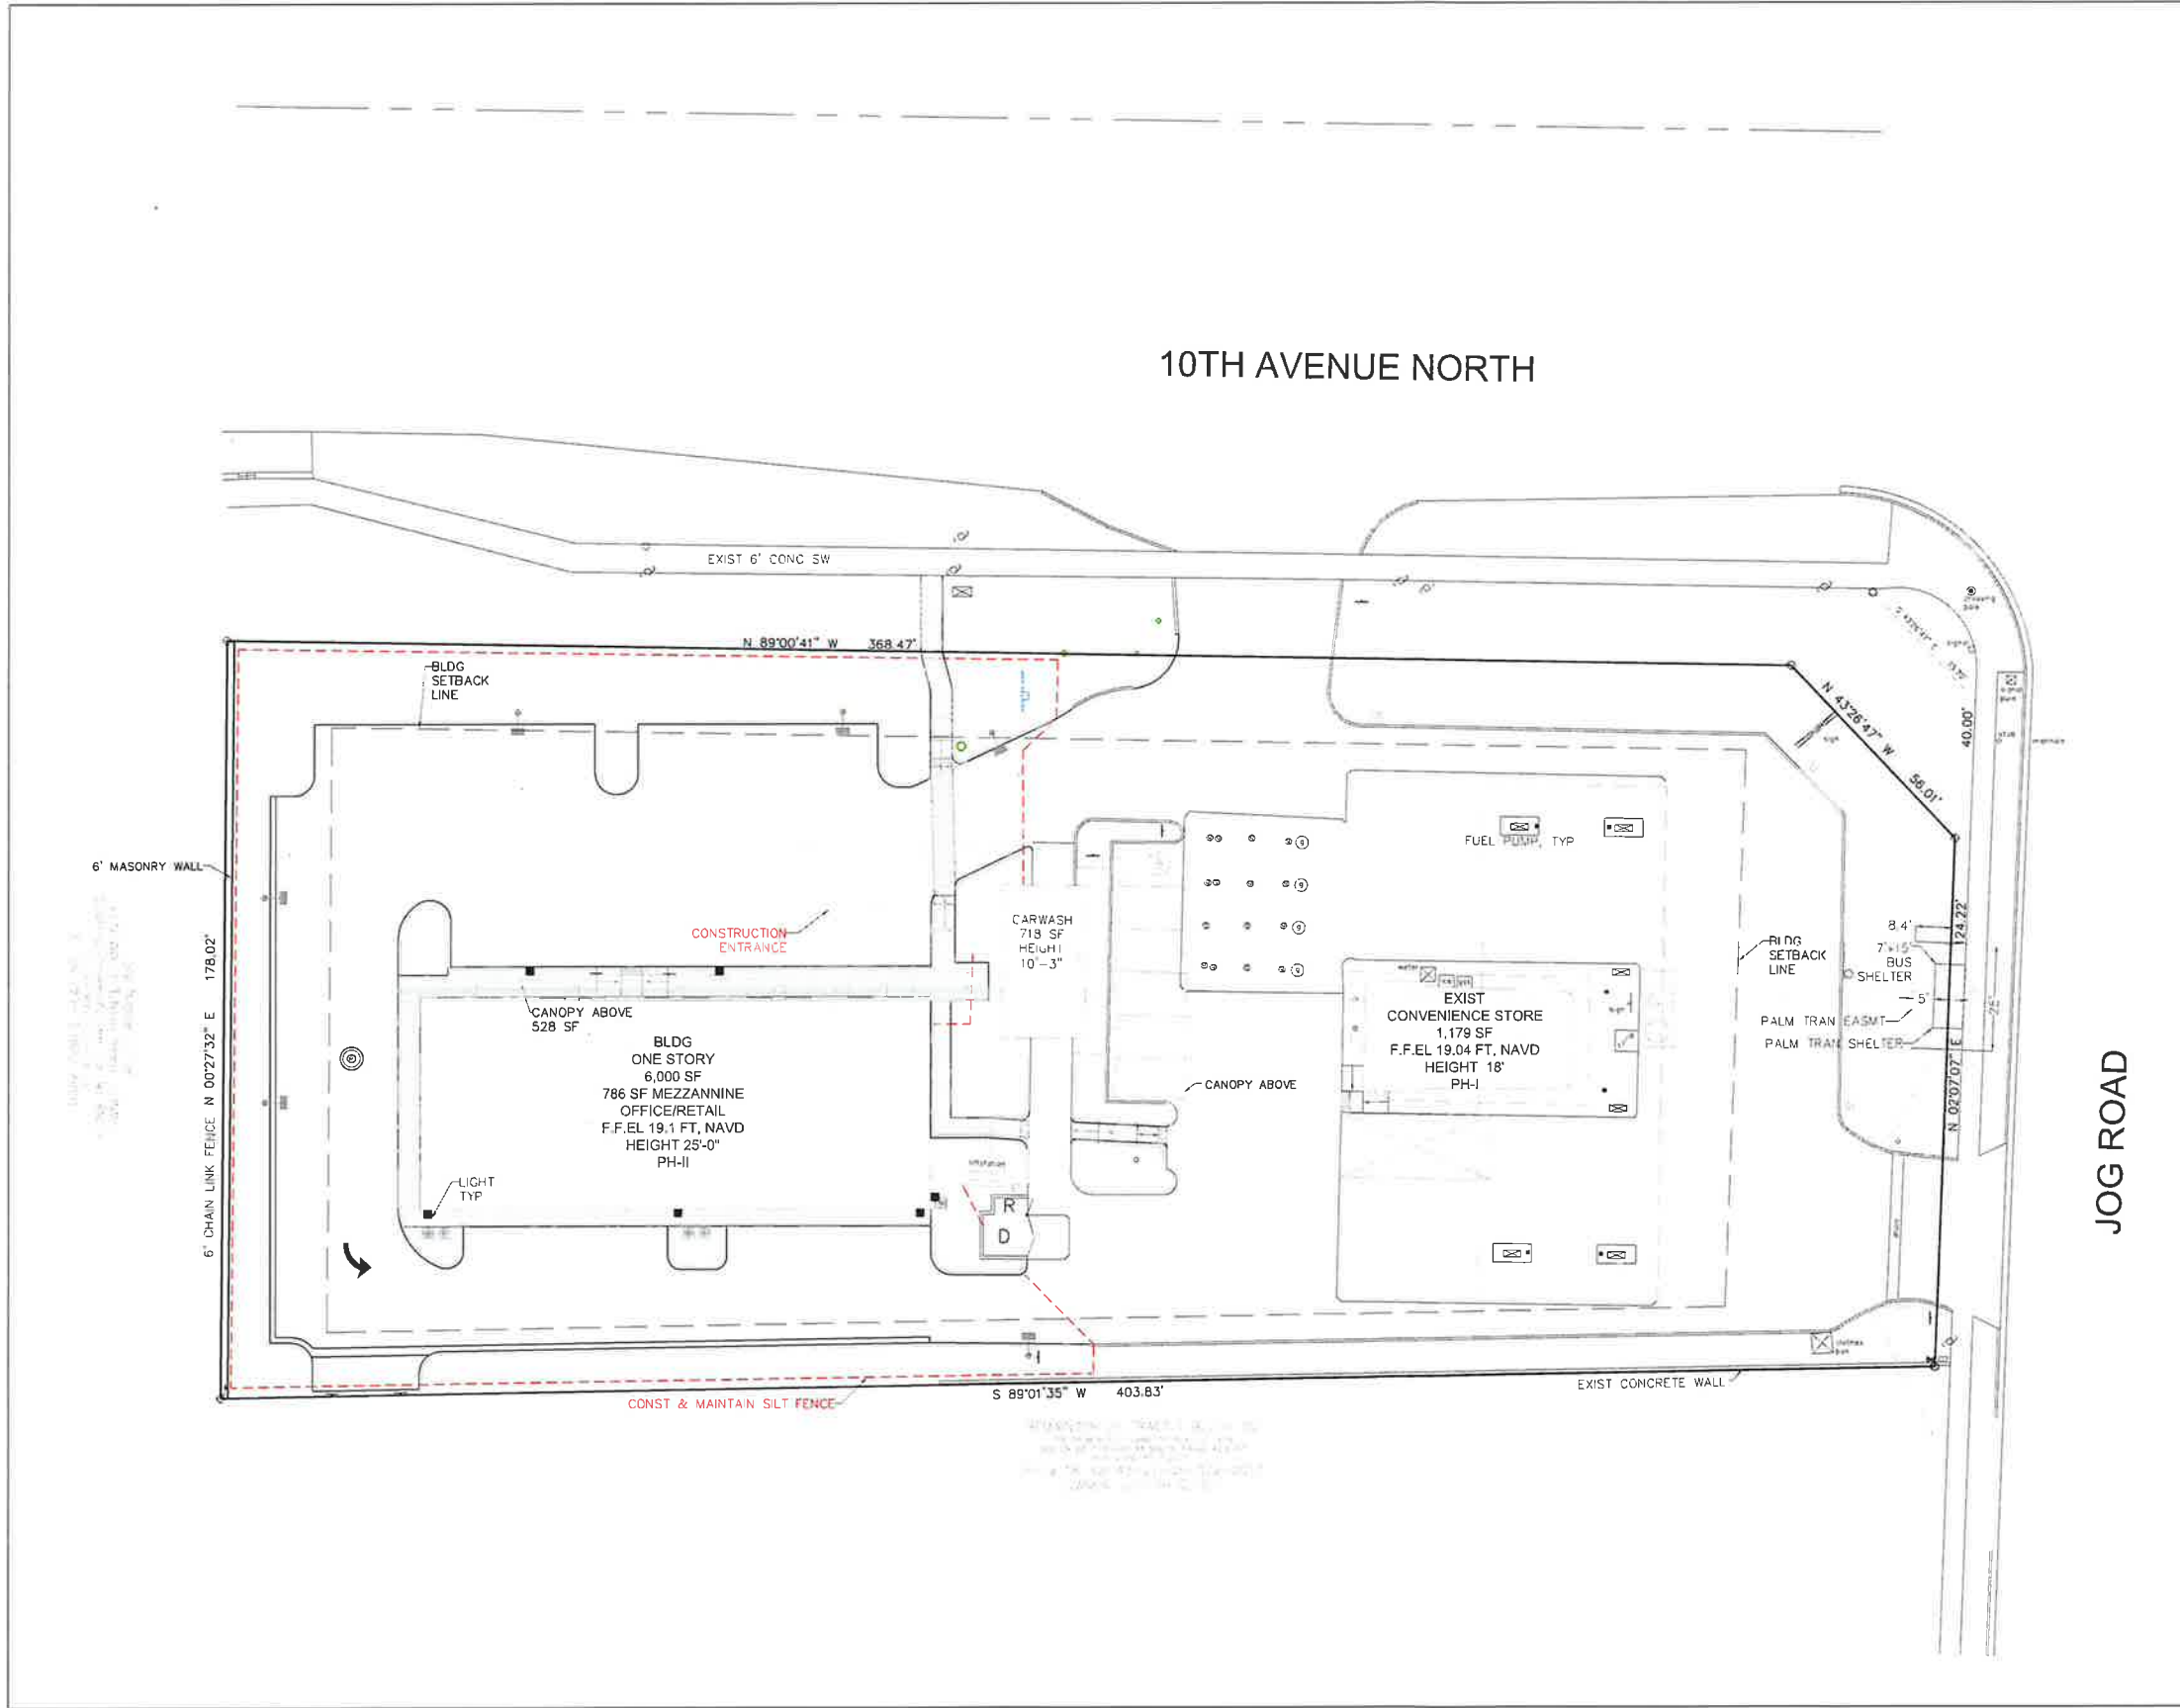 10TH AVENUE NORTH
EXIST 6' CONC SW
N 89°00'41" W 368.47'
BLDG
SETBACK
LINE
N 43°26'47" W
56.01'
40.00'
6' MASONRY WALL
FUEL PUMP, TYP
CONSTRUCTION
ENTRANCE
CARWASH
718 SF
HEIGHT
10'-3"
8.4'
124.22'
7'x15'
BUS
SHELTER
BLDG
SETBACK
LINE
5'
PALM TRAN EASMT
PALM TRAN SHELTER
N 02°07'07" E
CANOPY ABOVE
528 SF
water
EXIST
CONVENIENCE STORE
1,179 SF
F.F.EL 19.04 FT, NAVD
HEIGHT 18'
PH-I
BLDG
ONE STORY
6,000 SF
786 SF MEZZANNINE
OFFICE/RETAIL
F.F.EL 19.1 FT, NAVD
HEIGHT 25'-0"
PH-II
CANOPY ABOVE
JOG ROAD
6' CHAIN LINK FENCE N 00°27'32" E 178.02'
LIGHT
TYP
R
D
CONST & MAINTAIN SILT FENCE
S 89°01'35" W 403.83'
EXIST CONCRETE WALL